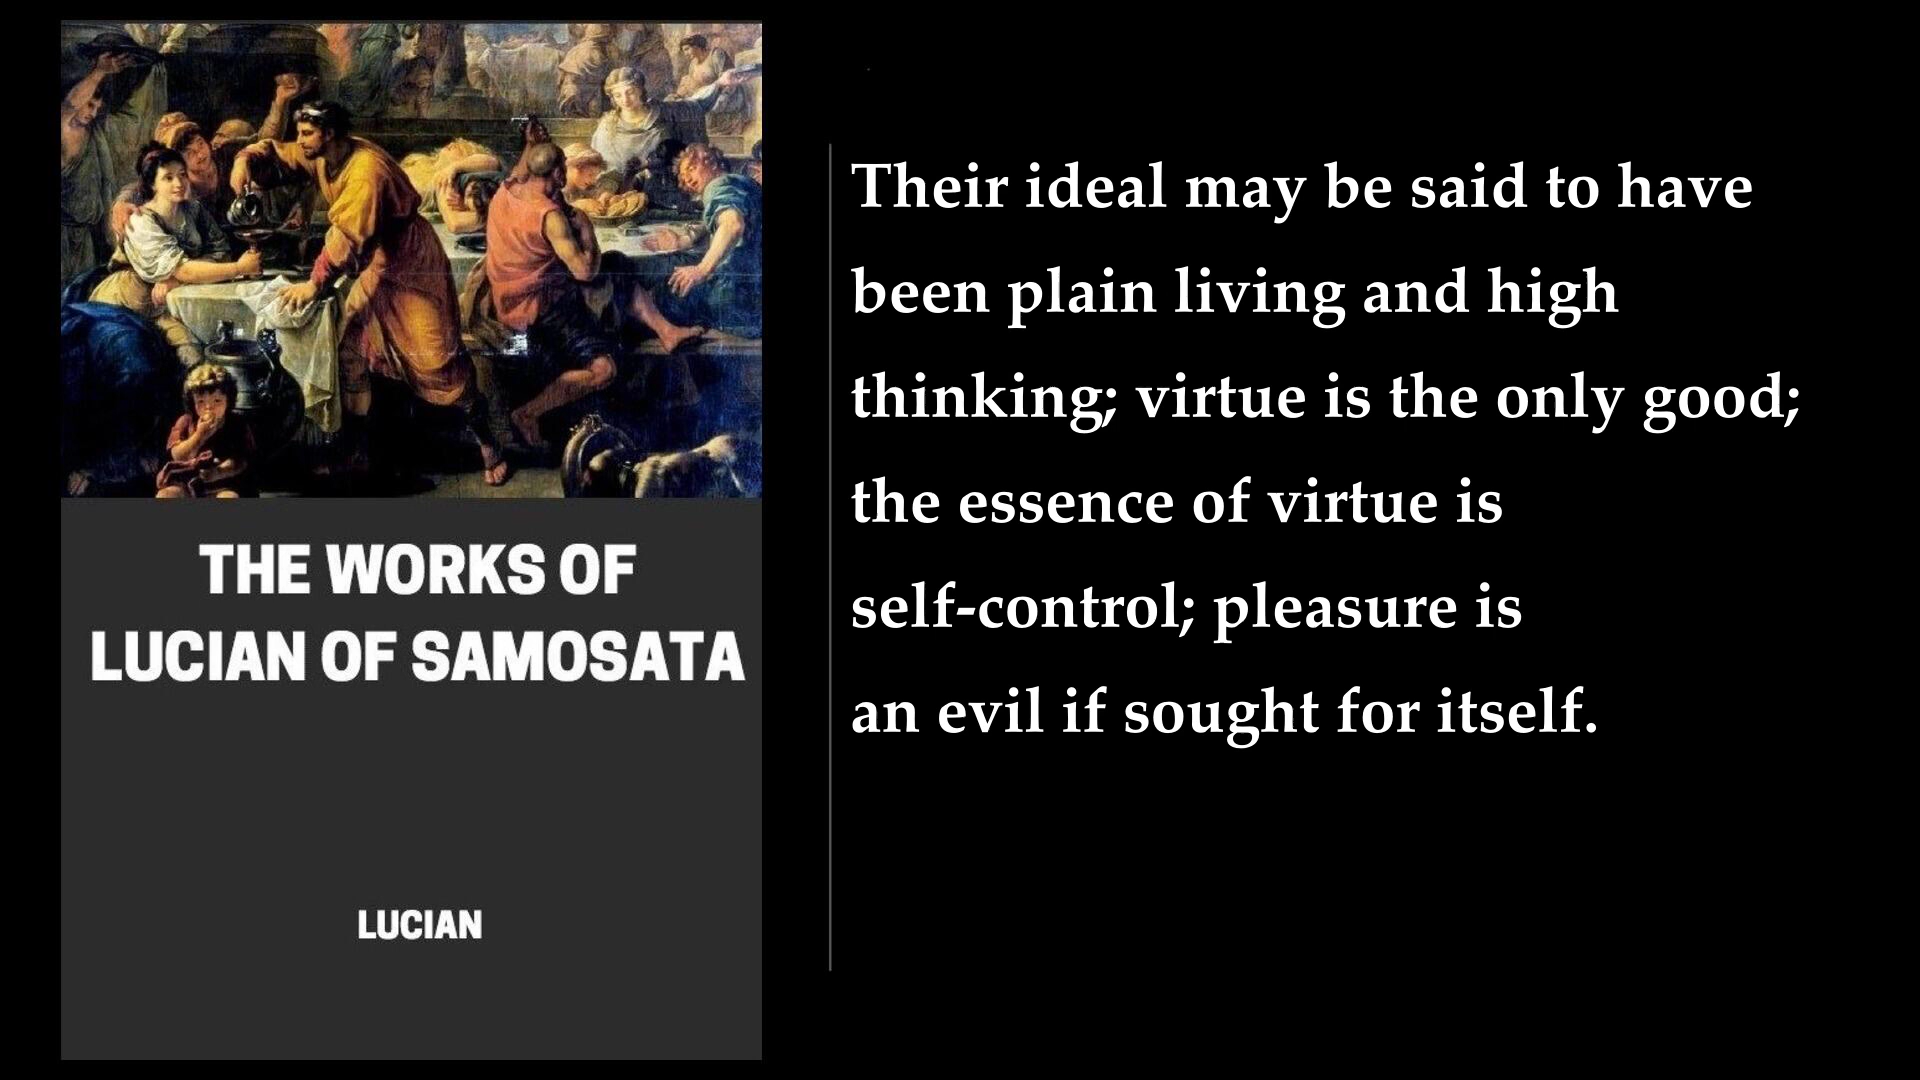 THE WORKS OF
LUCIAN OF SAMOSATA
LUCIAN
Their ideal may be said to have
been plain living and high
thinking; virtue is the only good;
the essence of virtue is
self-control; pleasure is
an evil if sought for itself.